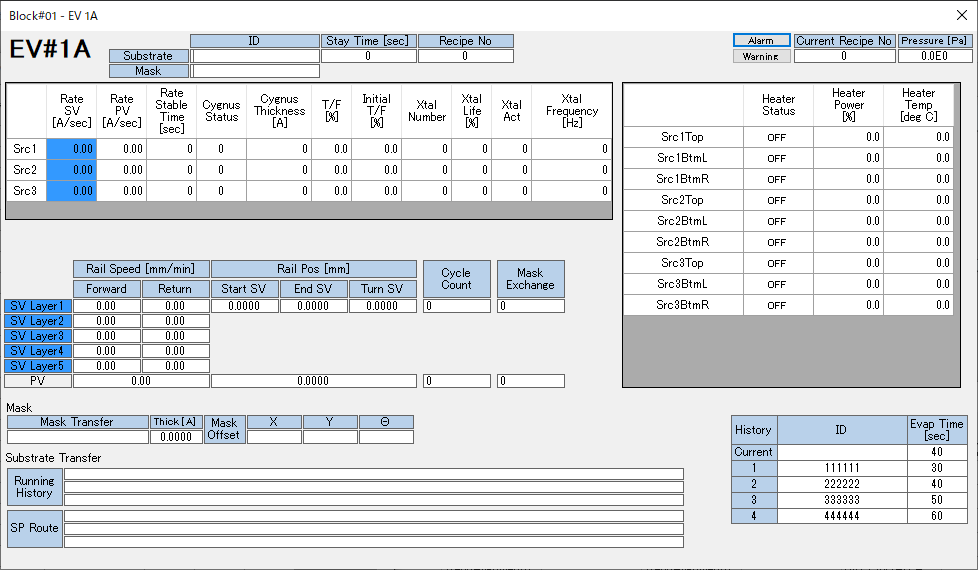 Block#01 - EV 1A
EV#1A
ID Stay Time [sec] Recipe No
Substrate 0 0
Mask
Alarm Current Recipe No Pressure [Pa]
Warning 0 0.0E0
Rate SV [A/sec] Rate PV [A/sec] Rate Stable Time [sec] Cygnus Status Cygnus Thickness [A] T/F [%] Initial T/F [%] Xtal Number Xtal Life [%] Xtal Act Xtal Frequency [Hz]
Src1 0.00 0.00 0 0 0 0.0 0.0 0 0 0 0
Src2 0.00 0.00 0 0 0 0.0 0.0 0 0 0 0
Src3 0.00 0.00 0 0 0 0.0 0.0 0 0 0 0
Heater Status Heater Power [%] Heater Temp [deg C]
Src1Top OFF 0.0 0.0
Src1BtmL OFF 0.0 0.0
Src1BtmR OFF 0.0 0.0
Src2Top OFF 0.0 0.0
Src2BtmL OFF 0.0 0.0
Src2BtmR OFF 0.0 0.0
Src3Top OFF 0.0 0.0
Src3BtmL OFF 0.0 0.0
Src3BtmR OFF 0.0 0.0
Rail Speed [mm/min] Rail Pos [mm] Cycle Count Mask Exchange
Forward Return Start SV End SV Turn SV
SV Layer1 0.00 0.00 0.0000 0.0000 0.0000 0 0
SV Layer2 0.00 0.00
SV Layer3 0.00 0.00
SV Layer4 0.00 0.00
SV Layer5 0.00 0.00
PV 0.00 0.0000 0 0
Mask
Mask Transfer Thick [A] Mask Offset X Y Θ
0.0000
Substrate Transfer
Running History
SP Route
History ID Evap Time [sec]
Current 40
1 111111 30
2 222222 40
3 333333 50
4 444444 60